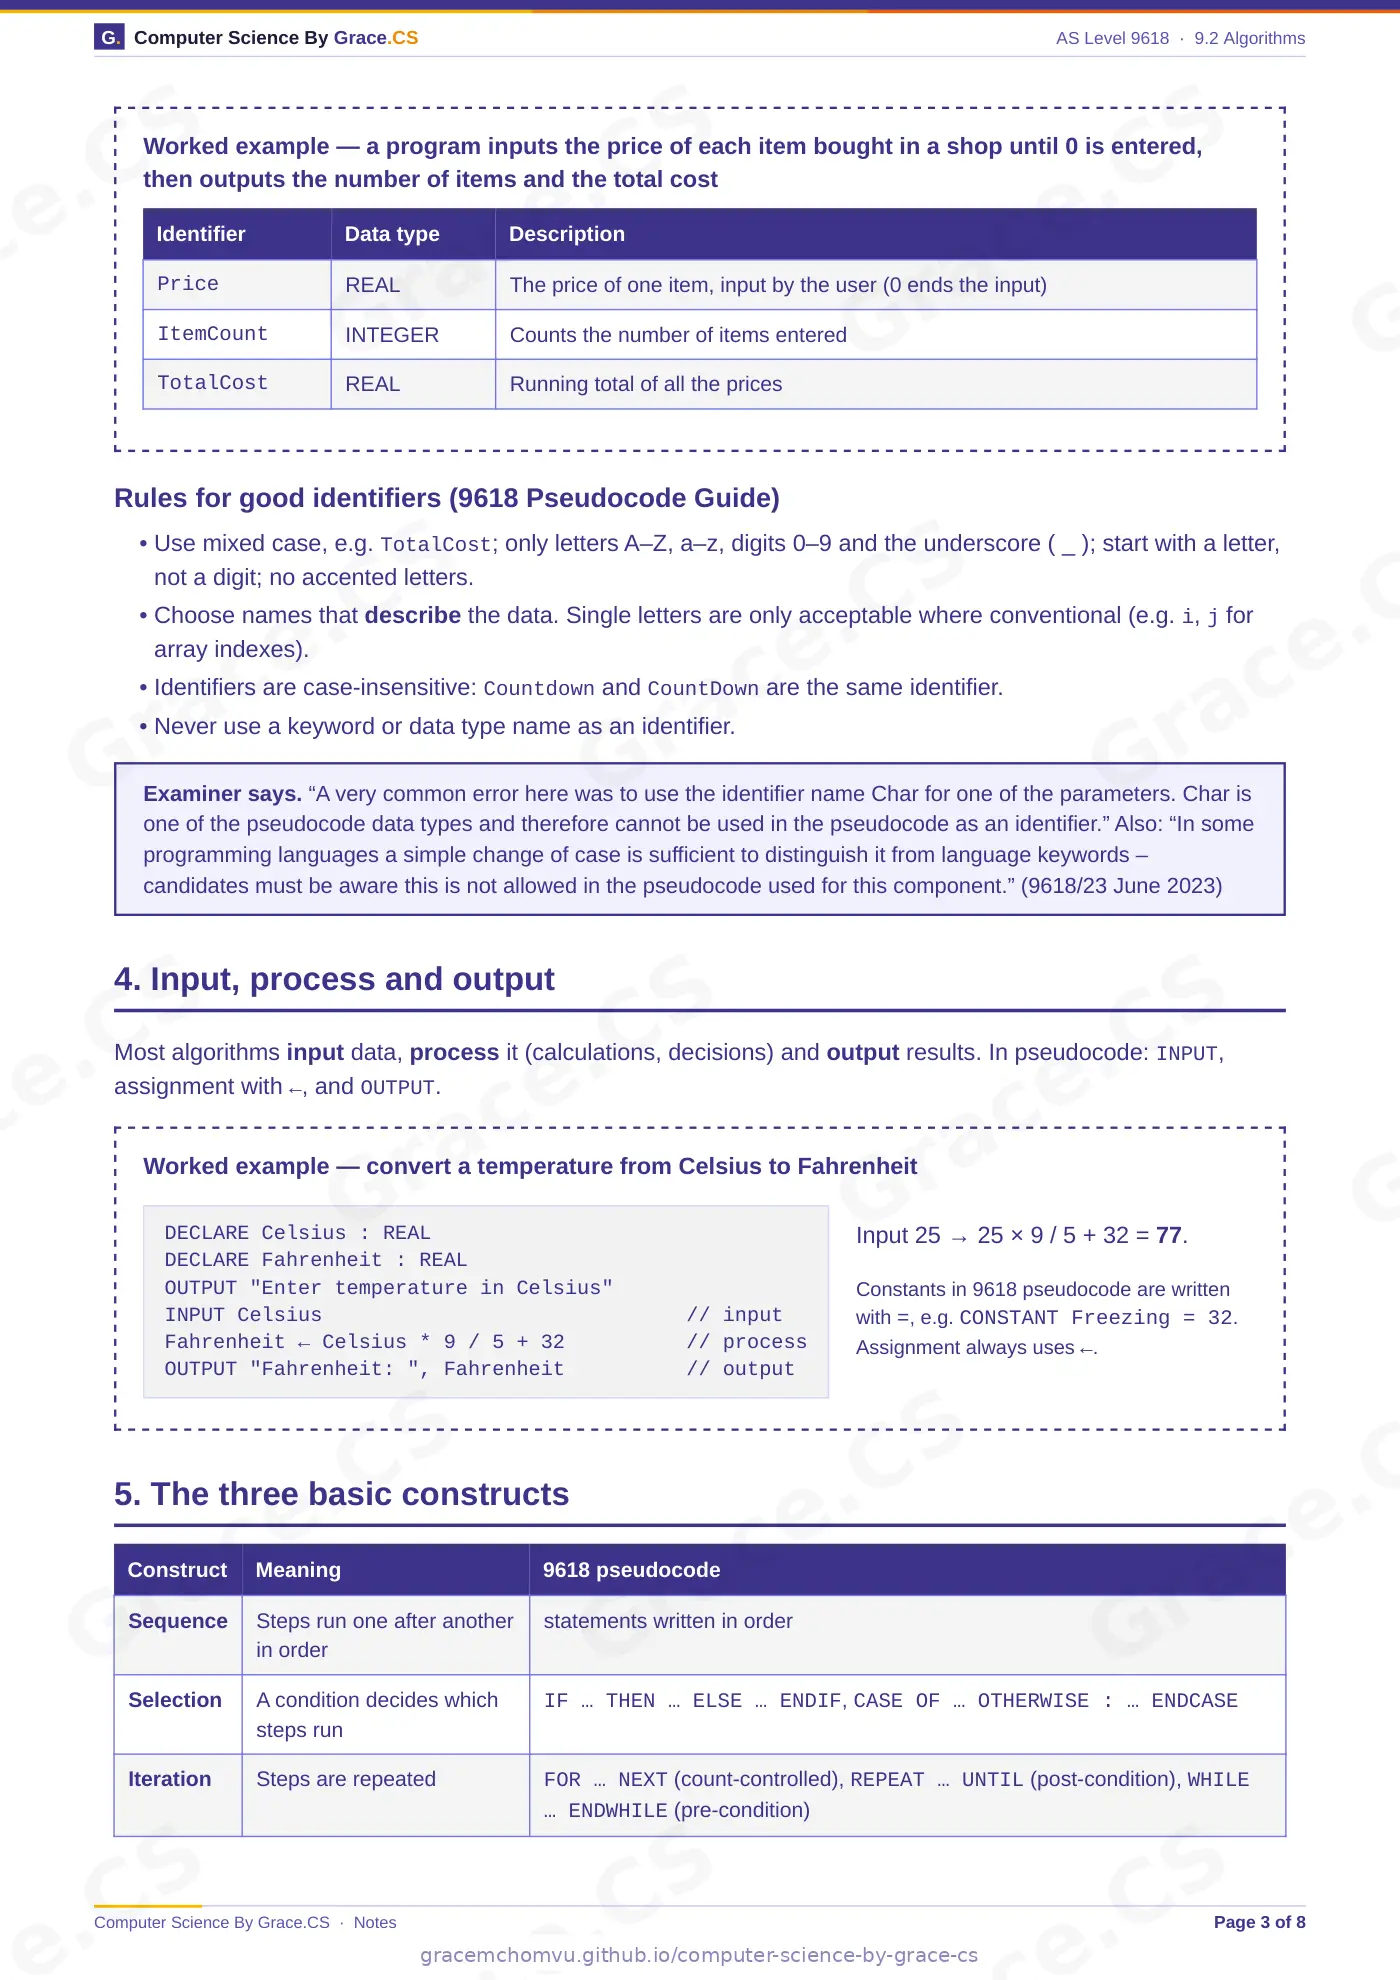 G. Computer Science By Grace.CS
AS Level 9618 · 9.2 Algorithms
Worked example — a program inputs the price of each item bought in a shop until 0 is entered,
then outputs the number of items and the total cost
Identifier Data type Description
Price REAL The price of one item, input by the user (0 ends the input)
ItemCount INTEGER Counts the number of items entered
TotalCost REAL Running total of all the prices
Rules for good identifiers (9618 Pseudocode Guide)
• Use mixed case, e.g. TotalCost; only letters A–Z, a–z, digits 0–9 and the underscore ( _ ); start with a letter,
not a digit; no accented letters.
• Choose names that describe the data. Single letters are only acceptable where conventional (e.g. i, j for
array indexes).
• Identifiers are case-insensitive: Countdown and CountDown are the same identifier.
• Never use a keyword or data type name as an identifier.
Examiner says. “A very common error here was to use the identifier name Char for one of the parameters. Char is
one of the pseudocode data types and therefore cannot be used in the pseudocode as an identifier.” Also: “In some
programming languages a simple change of case is sufficient to distinguish it from language keywords –
candidates must be aware this is not allowed in the pseudocode used for this component.” (9618/23 June 2023)
4. Input, process and output
Most algorithms input data, process it (calculations, decisions) and output results. In pseudocode: INPUT,
assignment with ←, and OUTPUT.
Worked example — convert a temperature from Celsius to Fahrenheit
DECLARE Celsius : REAL
DECLARE Fahrenheit : REAL
OUTPUT "Enter temperature in Celsius"
INPUT Celsius // input
Fahrenheit ← Celsius * 9 / 5 + 32 // process
OUTPUT "Fahrenheit: ", Fahrenheit // output
Input 25 → 25 × 9 / 5 + 32 = 77.
Constants in 9618 pseudocode are written
with =, e.g. CONSTANT Freezing = 32.
Assignment always uses ←.
5. The three basic constructs
Construct Meaning 9618 pseudocode
Sequence Steps run one after another statements written in order
in order
Selection A condition decides which IF … THEN … ELSE … ENDIF, CASE OF … OTHERWISE : … ENDCASE
steps run
Iteration Steps are repeated FOR … NEXT (count-controlled), REPEAT … UNTIL (post-condition), WHILE
… ENDWHILE (pre-condition)
Computer Science By Grace.CS · Notes
Page 3 of 8
gracemchomvu.github.io/computer-science-by-grace-cs